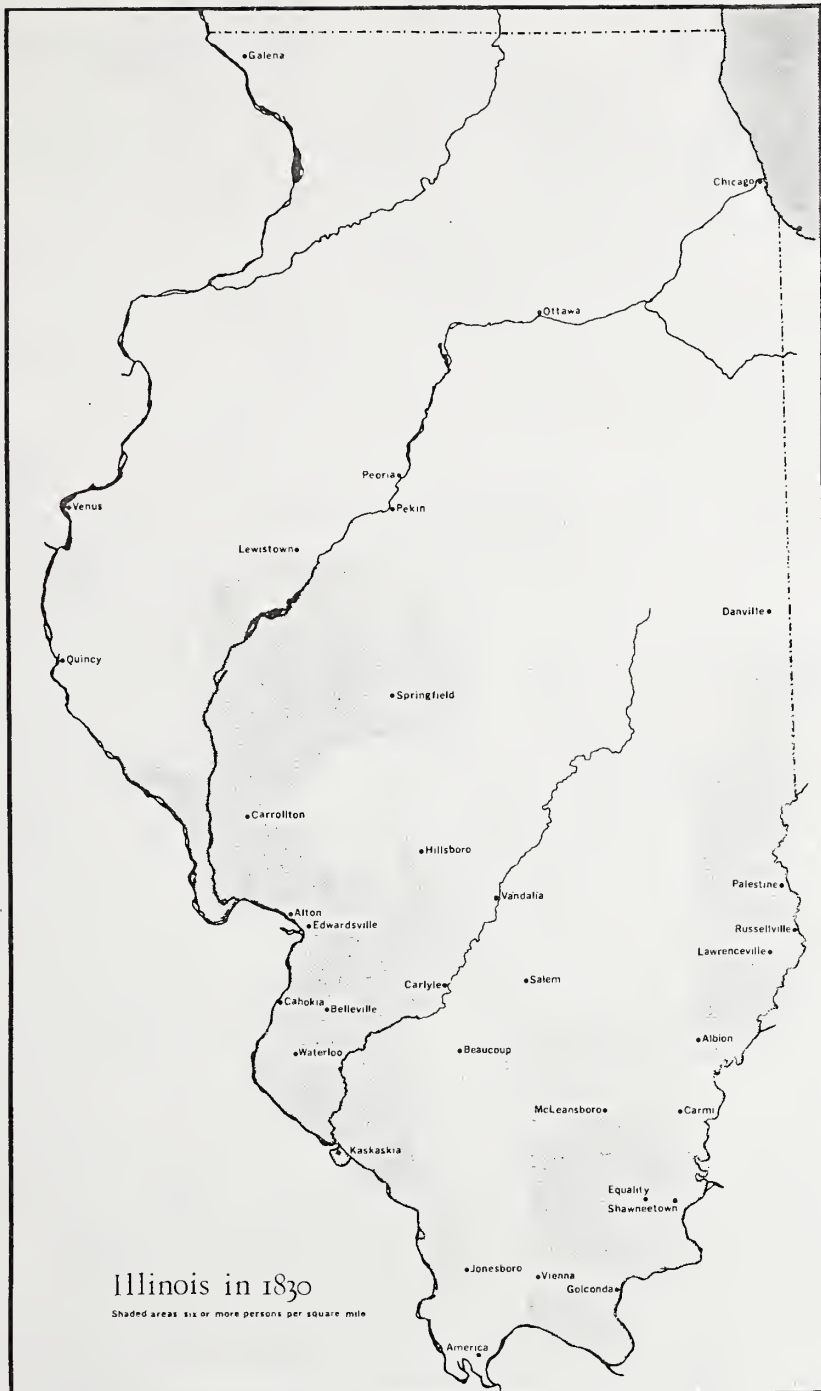 Galena
Chicago
Ottawa
Peoria
Venus
Pekin
Lewistown
Danville
Quincy
Springfield
Carrollton
Hillsboro
Palestine
Vandalia
Alton
Edwardsville
Russellville
Lawrenceville
Carlyle
Salem
Cahokia
Belleville
Albion
Waterloo
Beaucoup
McLeansboro
Carmi
Kaskaskia
Equality
Shawneetown
Jonesboro
Vienna
Golconda
Illinois in 1830
Shaded areas six or more persons per square mile
America